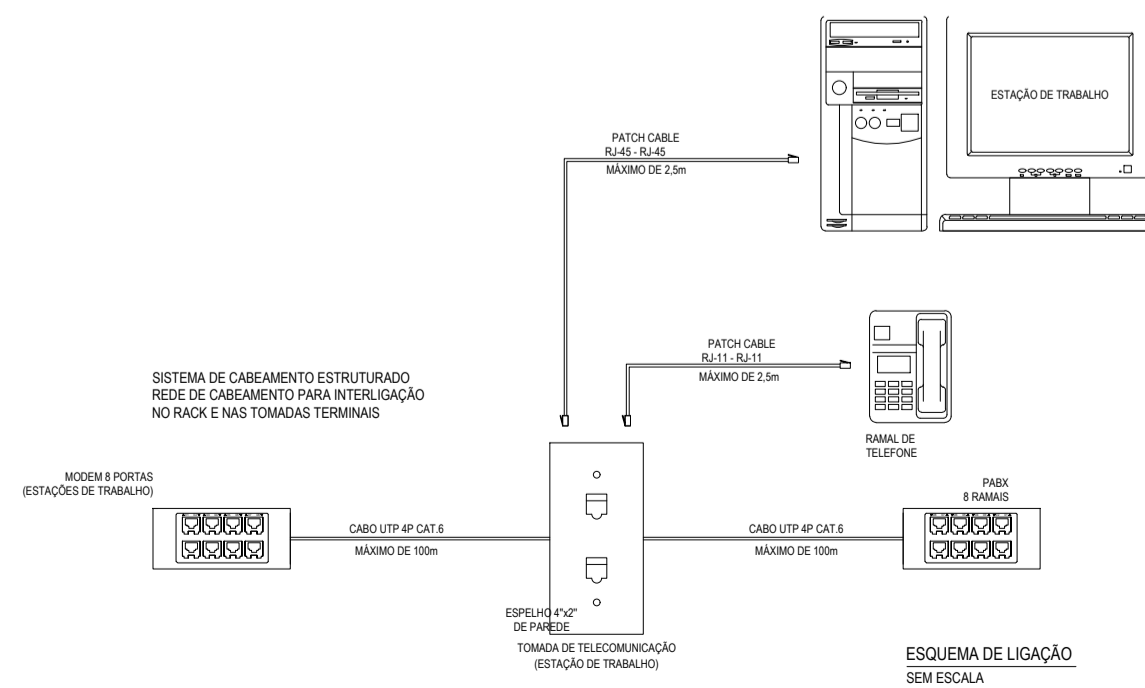 ESTAÇÃO DE TRABALHO
PATCH CABLE
RJ-45 - RJ-45
MÁXIMO DE 2,5m
PATCH CABLE
RJ-11 - RJ-11
MÁXIMO DE 2,5m
SISTEMA DE CABEAMENTO ESTRUTURADO
REDE DE CABEAMENTO PARA INTERLIGAÇÃO
NO RACK E NAS TOMADAS TERMINAIS
RAMAL DE
TELEFONE
MODEM 8 PORTAS
(ESTAÇÕES DE TRABALHO)
PABX
8 RAMAIS
CABO UTP 4P CAT.6
MÁXIMO DE 100m
CABO UTP 4P CAT.6
MÁXIMO DE 100m
ESPELHO 4"x2"
DE PAREDE
TOMADA DE TELECOMUNICAÇÃO
(ESTAÇÃO DE TRABALHO)
ESQUEMA DE LIGAÇÃO
SEM ESCALA